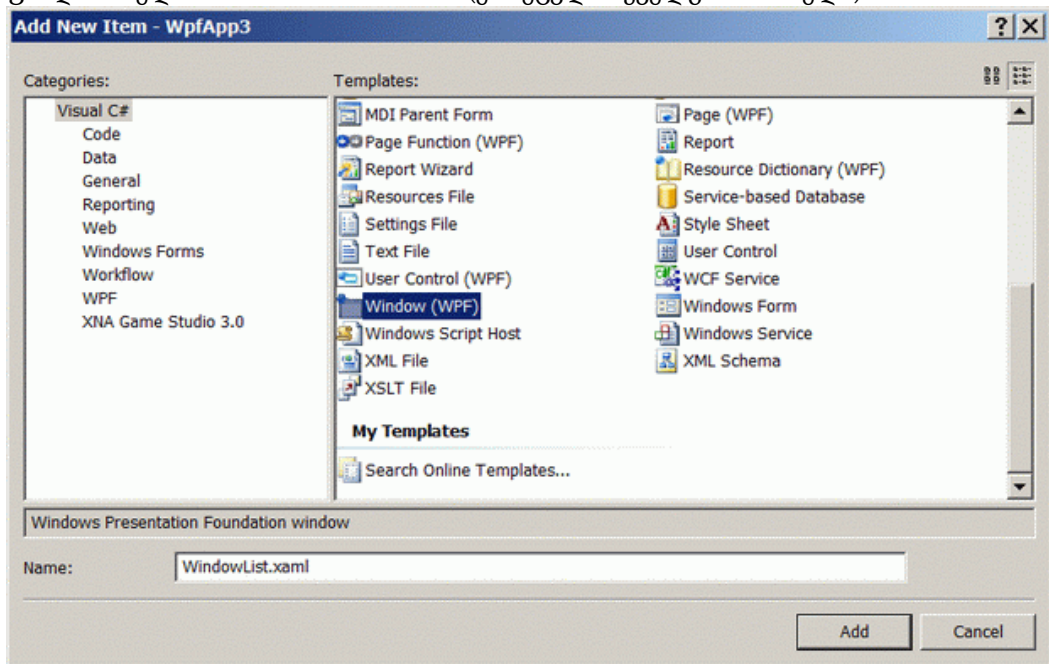 Add New Item - WpfApp3
Categories:
Templates:
Visual C#
Code
Data
General
Reporting
Web
Windows Forms
Workflow
WPF
XNA Game Studio 3.0
MDI Parent Form
Page Function (WPF)
Report Wizard
Resources File
Settings File
Text File
User Control (WPF)
Window (WPF)
Windows Script Host
XML File
XSLT File
Page (WPF)
Report
Resource Dictionary (WPF)
Service-based Database
Style Sheet
User Control
WCF Service
Windows Form
Windows Service
XML Schema
My Templates
Search Online Templates...
Windows Presentation Foundation window
Name:
WindowList.xaml
Add
Cancel